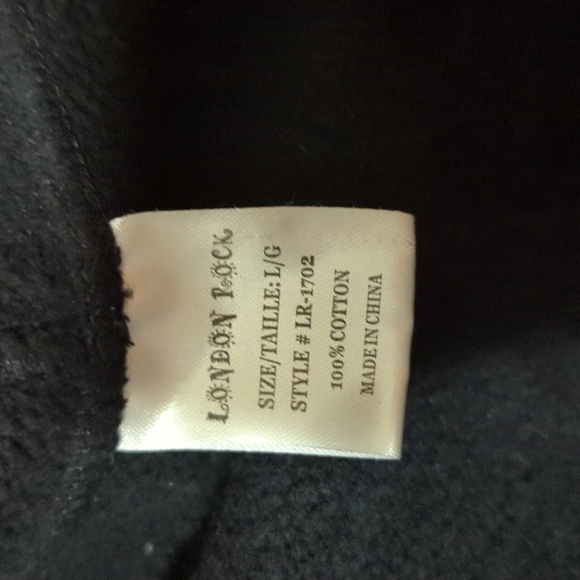 LONDON ROCK
SIZE/TAILLE: L/G
STYLE # LR-1702
100% COTTON
MADE IN CHINA